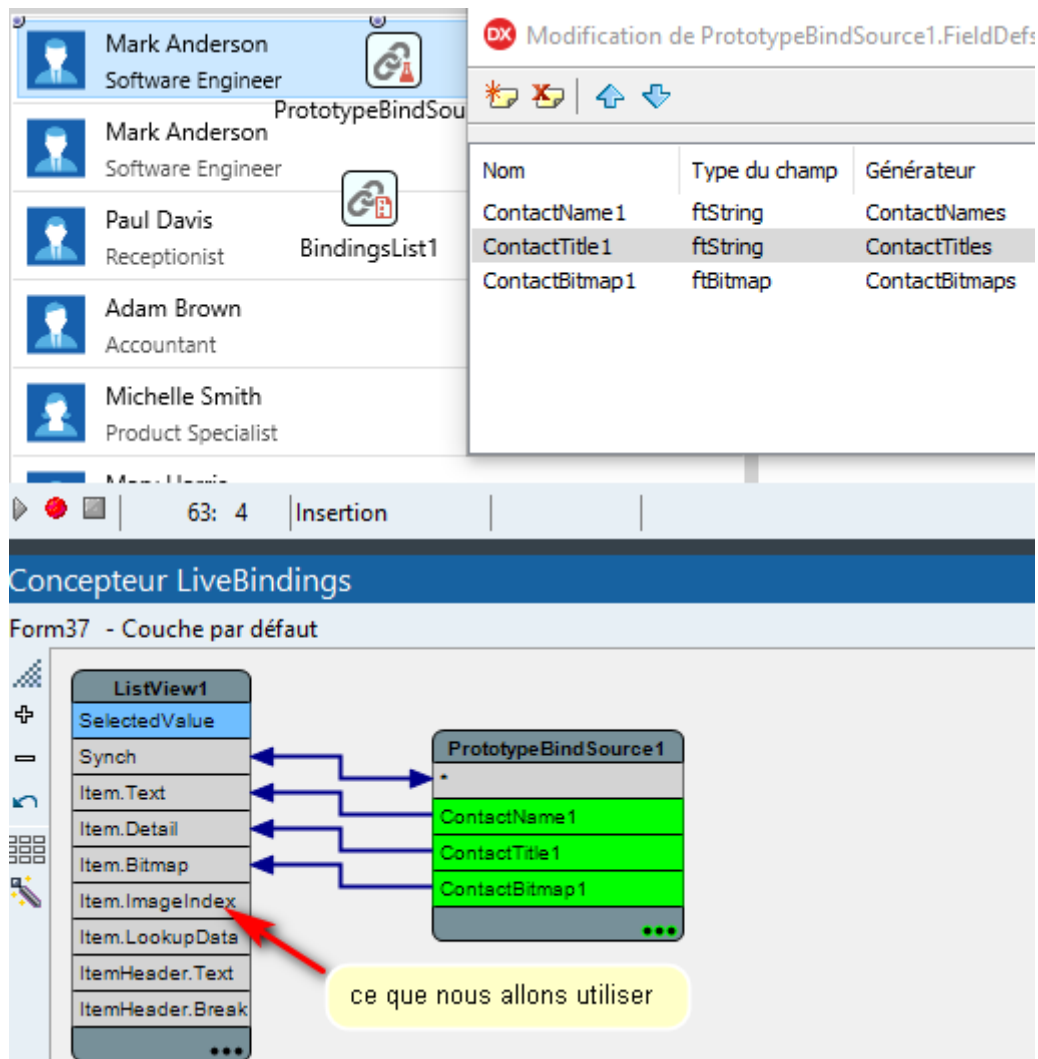 Mark Anderson
Software Engineer
PrototypeBindSou
Mark Anderson
Software Engineer
Paul Davis
Receptionist
BindingsList1
Adam Brown
Accountant
Michelle Smith
Product Specialist
DX Modification de PrototypeBindSource1.FieldDefs
Nom Type du champ Générateur
ContactName1 ftString ContactNames
ContactTitle1 ftString ContactTitles
ContactBitmap1 ftBitmap ContactBitmaps
63: 4 Insertion
Concepteur LiveBindings
Form37 - Couche par défaut
ListView1
SelectedValue
Synch
Item.Text
Item.Detail
Item.Bitmap
Item.ImageIndex
Item.LookupData
ItemHeader.Text
ItemHeader.Break
PrototypeBindSource1
*
ContactName1
ContactTitle1
ContactBitmap1
ce que nous allons utiliser